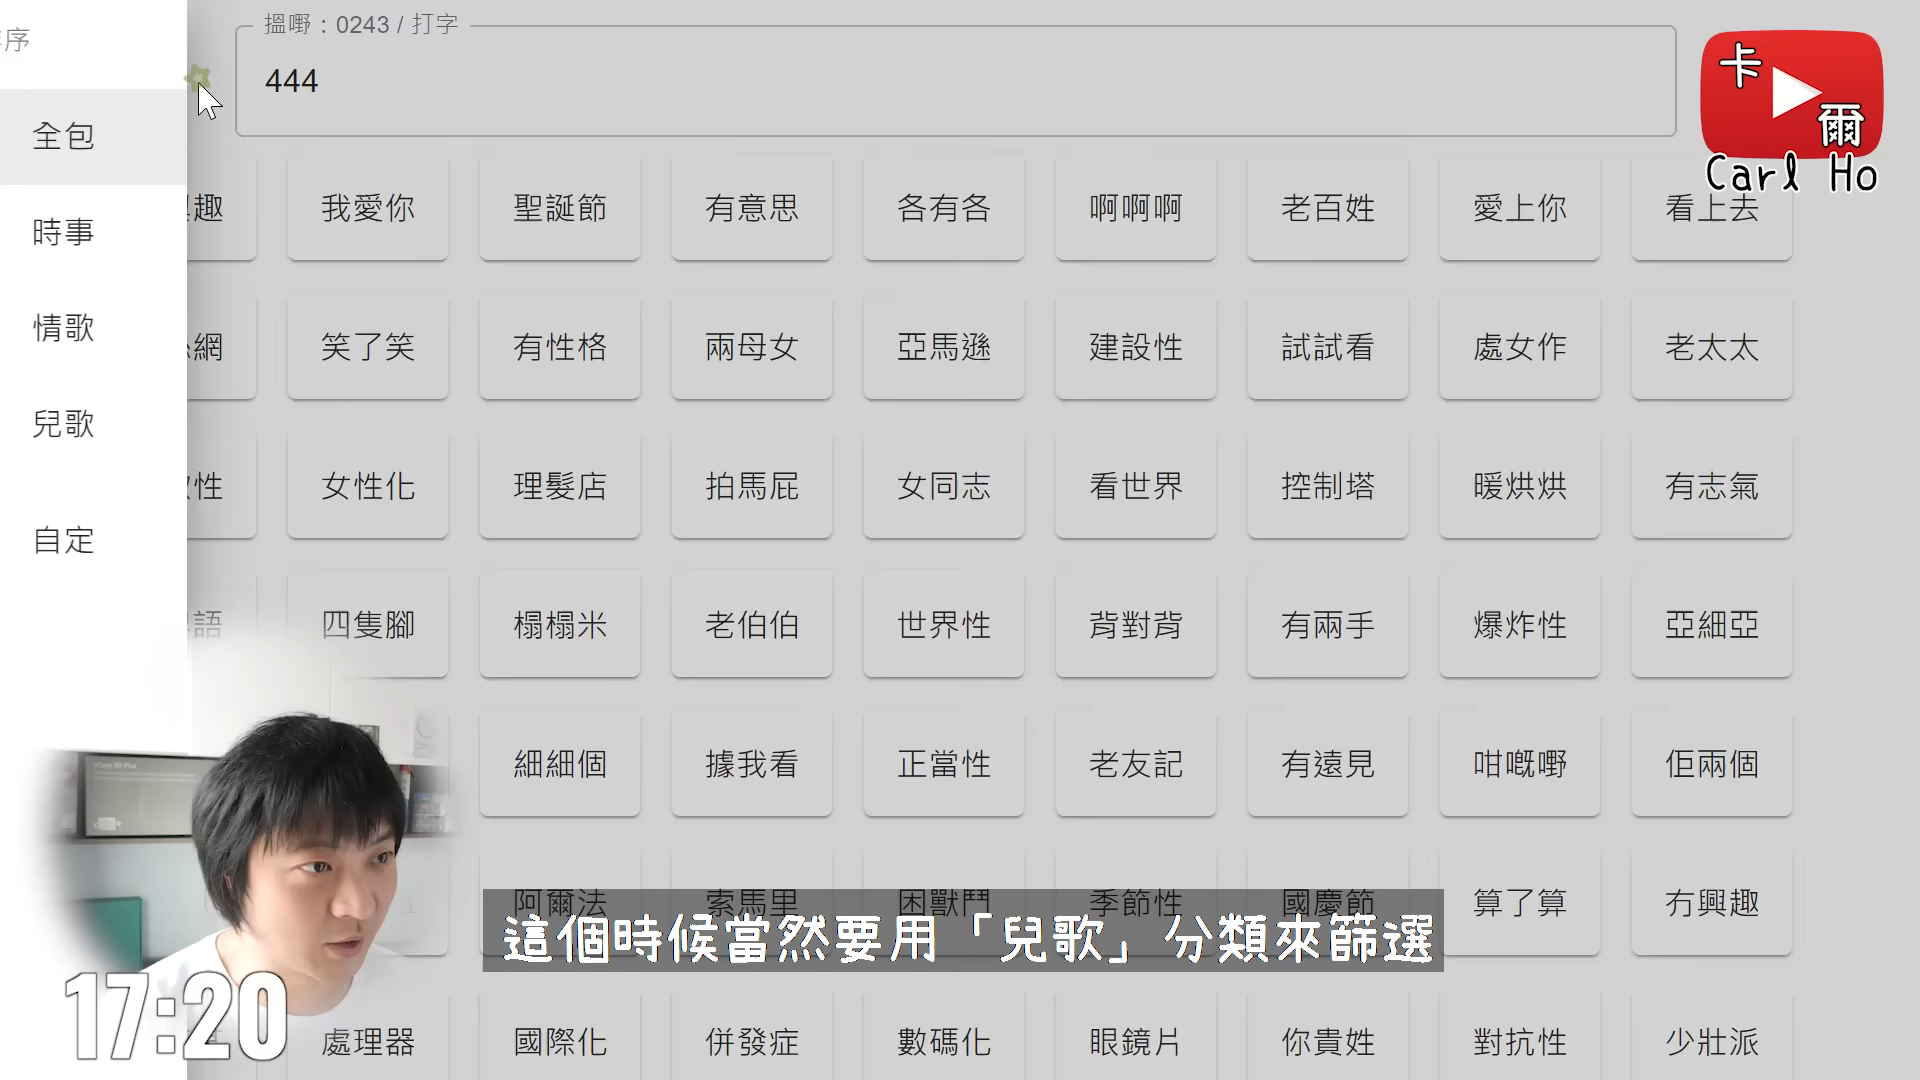 序
搵嘢：0243 / 打字
444
卡
爾
Carl Ho
全包
時事
情歌
兒歌
自定
趣 我愛你 聖誕節 有意思 各有各 啊啊啊 老百姓 愛上你 看上去
網 笑了笑 有性格 兩母女 亞馬遜 建設性 試試看 處女作 老太太
性 女性化 理髮店 拍馬屁 女同志 看世界 控制塔 暖烘烘 有志氣
語 四隻腳 榻榻米 老伯伯 世界性 背對背 有兩手 爆炸性 亞細亞
細細個 據我看 正當性 老友記 有遠見 咁嘅嘢 佢兩個
阿爾法 索馬里 困獸鬥 季節性 國慶節 算了算 冇興趣
這個時候當然要用「兒歌」分類來篩選
17:20
處理器 國際化 併發症 數碼化 眼鏡片 你貴姓 對抗性 少壯派